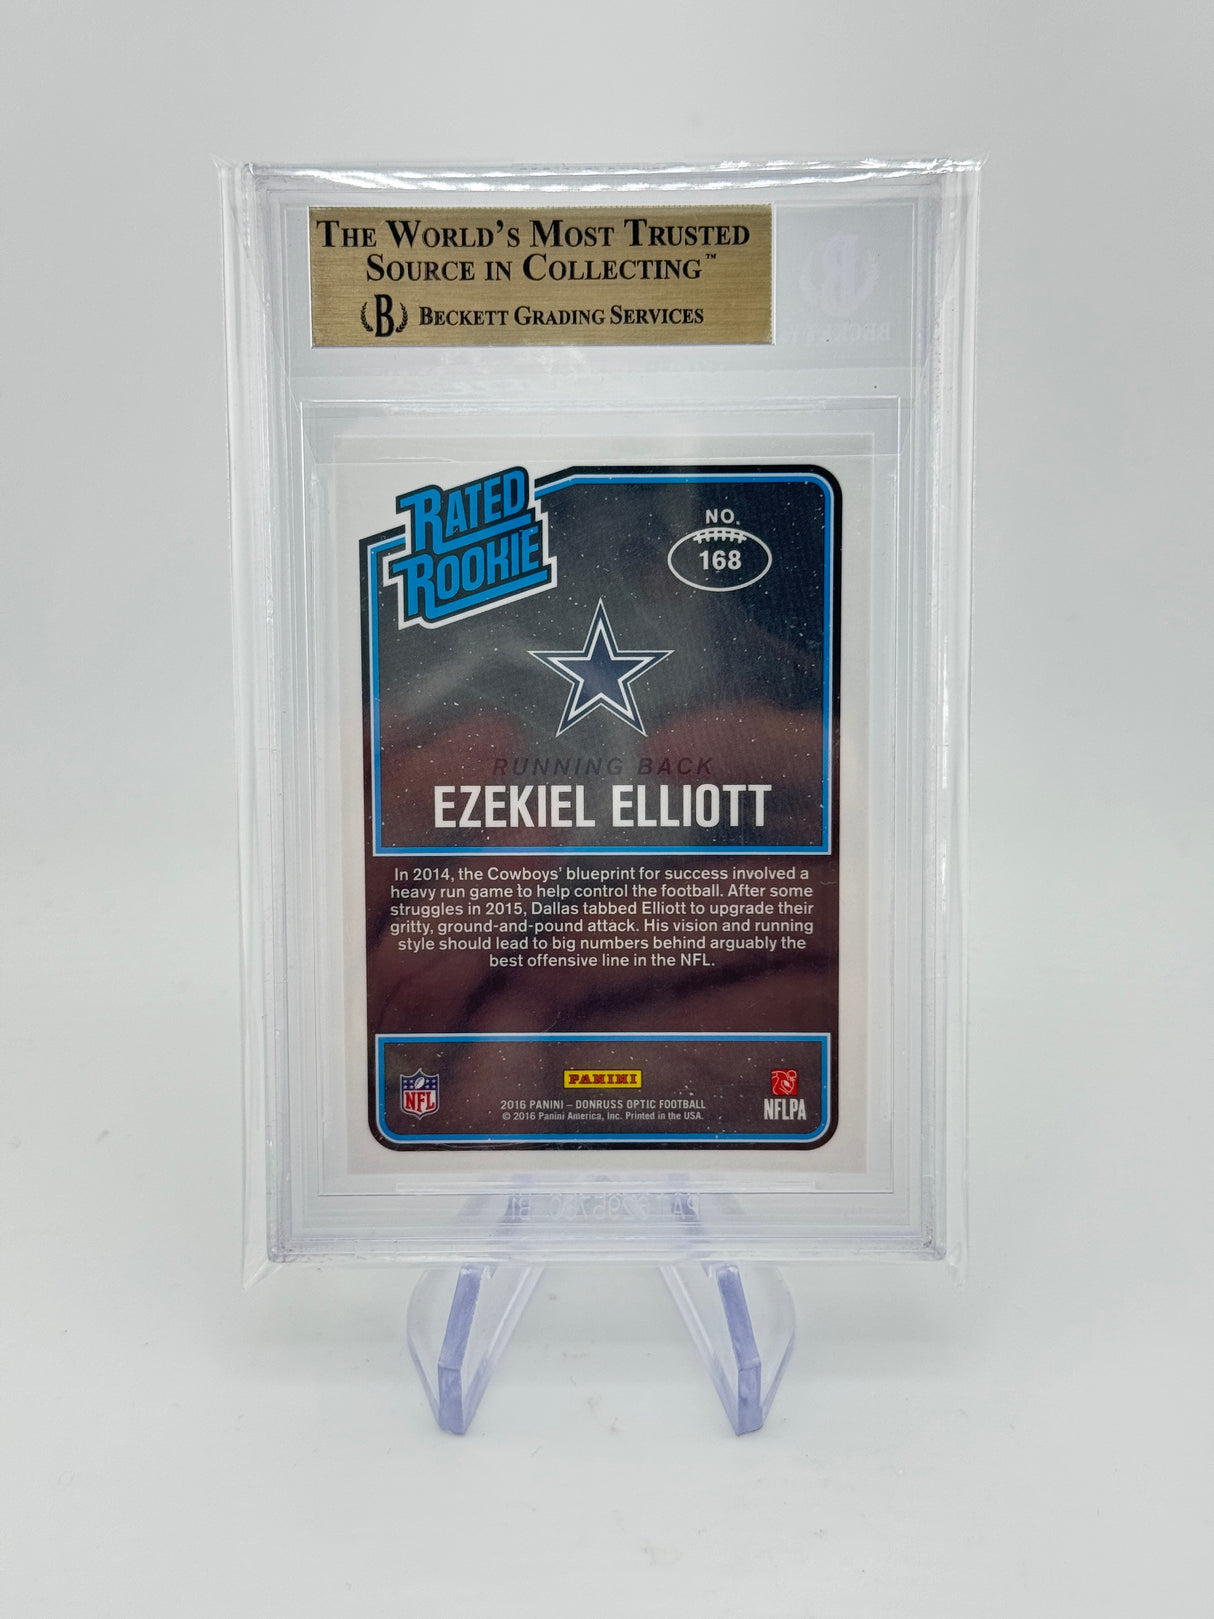 THE WORLD'S MOST TRUSTED
SOURCE IN COLLECTING™
B BECKETT GRADING SERVICES
RATED
ROOKIE
NO.
168
RUNNING BACK
EZEKIEL ELLIOTT
In 2014, the Cowboys' blueprint for success involved a
heavy run game to help control the football. After some
struggles in 2015, Dallas tabbed Elliott to upgrade their
gritty, ground-and-pound attack. His vision and running
style should lead to big numbers behind arguably the
best offensive line in the NFL.
NFL
PANINI
2016 PANINI – DONRUSS OPTIC FOOTBALL
© 2016 Panini America, Inc. Printed in the USA.
NFLPA